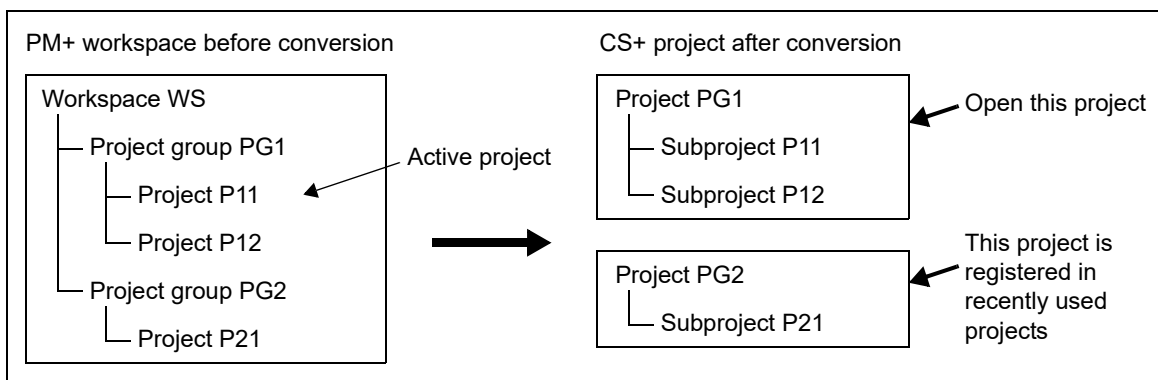 PM+ workspace before conversion
Workspace WS
Project group PG1
Project P11
Project P12
Project group PG2
Project P21
Active project
CS+ project after conversion
Project PG1
Subproject P11
Subproject P12
Open this project
Project PG2
Subproject P21
This project is
registered in
recently used
projects